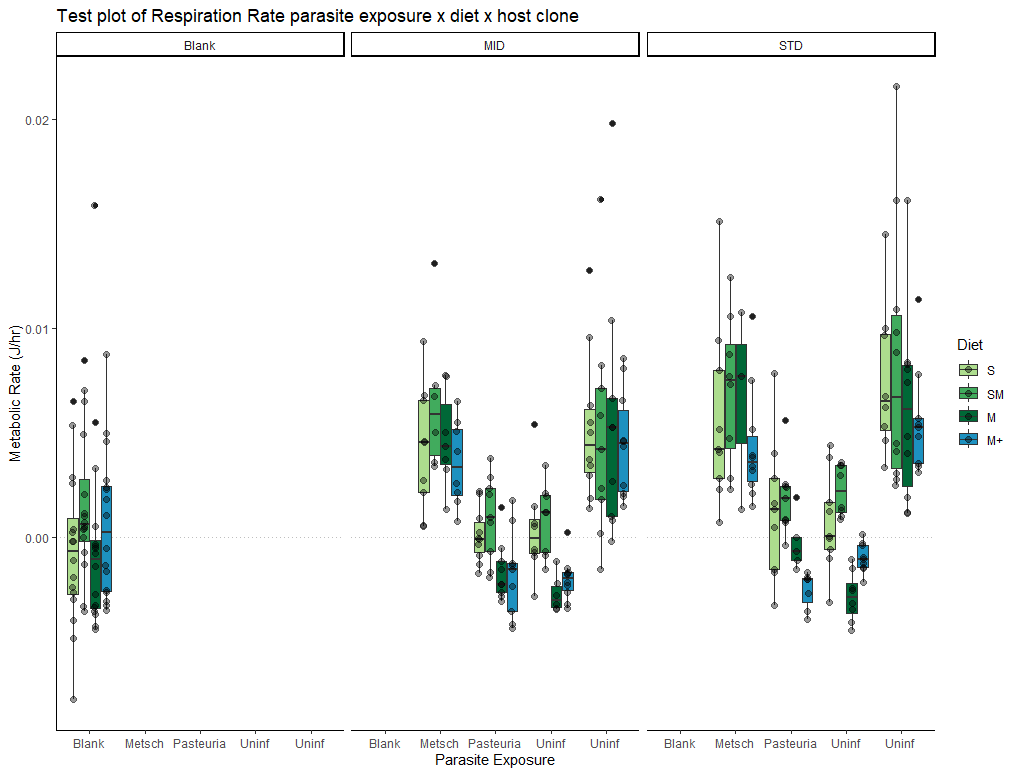 Test plot of Respiration Rate parasite exposure x diet x host clone
Blank
MID
STD
0.02
0.01
0.00
Metabolic Rate (J/hr)
Blank Metsch Pasteuria Uninf Uninf
Blank Metsch Pasteuria Uninf Uninf
Blank Metsch Pasteuria Uninf Uninf
Parasite Exposure
Diet
S
SM
M
M+